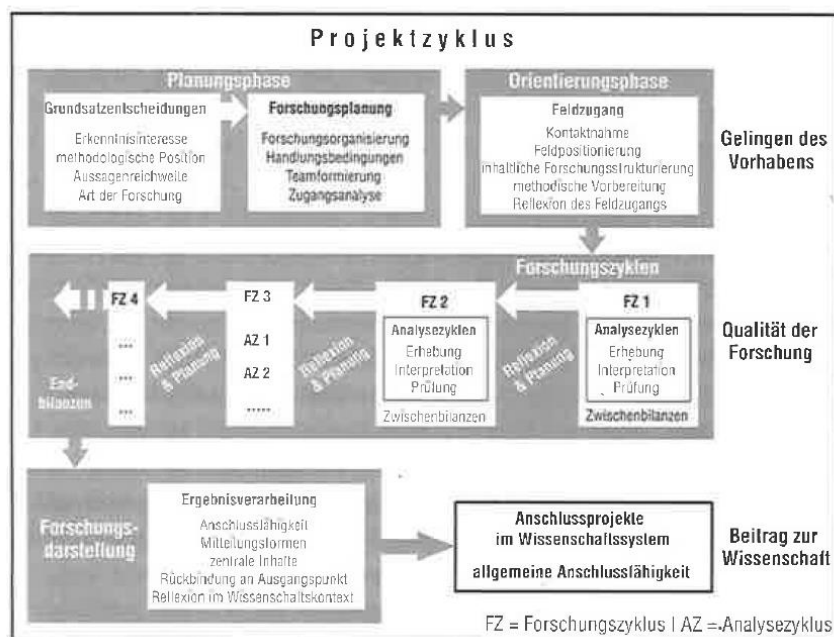 Projektzyklus
Planungsphase
Grundsatzentscheidungen
Erkenntnisinteresse
methodologische Position
Aussagenreichweite
Art der Forschung
Forschungsplanung
Forschungsorganisierung
Handlungsbedingungen
Teamformierung
Zugangsanalyse
Orientierungsphase
Feldzugang
Kontaktnahme
Feldpositionierung
inhaltliche Forschungsstrukturierung
methodische Vorbereitung
Reflexion des Feldzugangs
Gelingen des
Vorhabens
Forschungszyklen
FZ 1
Analysezyklen
Erhebung
Interpretation
Prüfung
Zwischenbilanzen
Reflexion
& Planung
FZ 2
Analysezyklen
Erhebung
Interpretation
Prüfung
Zwischenbilanzen
Reflexion
& Planung
FZ 3
AZ 1
AZ 2
.....
Reflexion
& Planung
FZ 4
...
...
...
End-
bilanzen
Qualität der
Forschung
Forschungs-
darstellung
Ergebnisverarbeitung
Anschlussfähigkeit
Mitteilungsformen
zentrale Inhalte
Rückbindung an Ausgangspunkt
Reflexion im Wissenschaftskontext
Anschlussprojekte
im Wissenschaftssystem
allgemeine Anschlussfähigkeit
Beitrag zur
Wissenschaft
FZ = Forschungszyklus | AZ = Analysezyklus